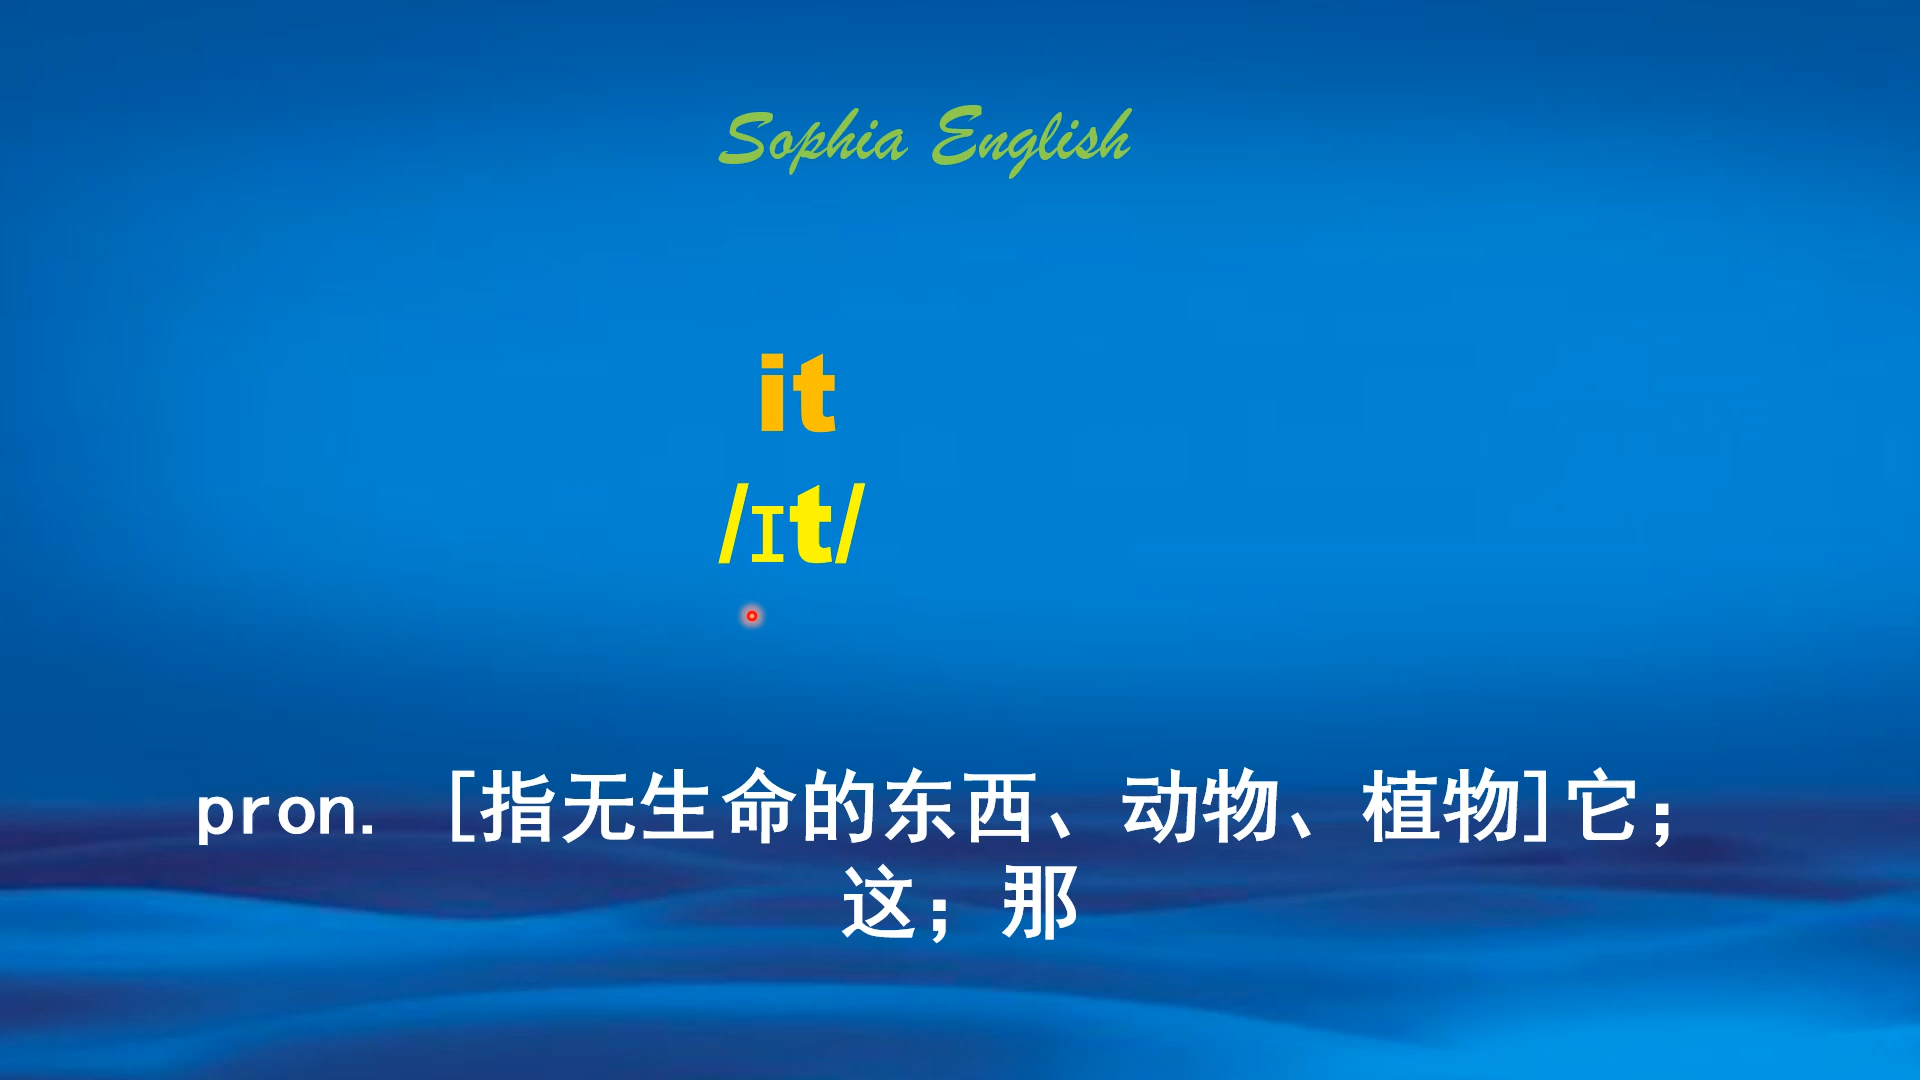 Sophia English
it
/ɪt/
pron. [指无生命的东西、动物、植物]它;
这; 那